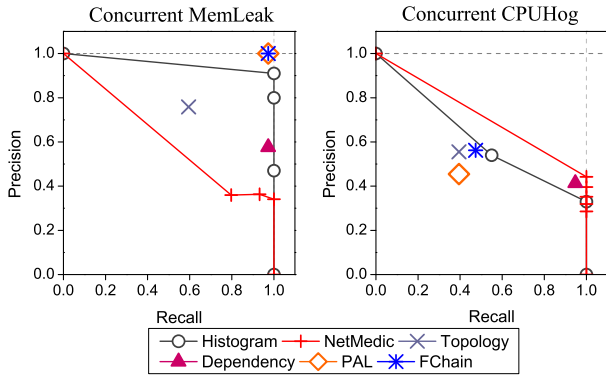 Concurrent MemLeak
Concurrent CPUHog
Precision
1.0
0.8
0.6
0.4
0.2
0.0
0.0 0.2 0.4 0.6 0.8 1.0
Recall
Precision
1.0
0.8
0.6
0.4
0.2
0.0
0.0 0.2 0.4 0.6 0.8 1.0
Recall
Histogram NetMedic Topology
Dependency PAL FChain